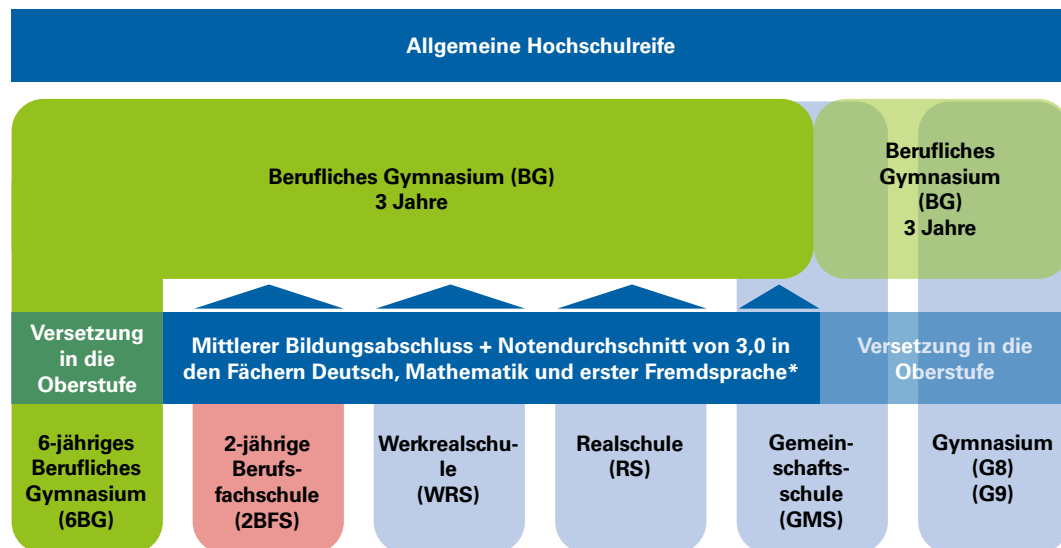 Allgemeine Hochschulreife
Berufliches Gymnasium (BG)
3 Jahre
Berufliches
Gymnasium
(BG)
3 Jahre
Versetzung
in die
Oberstufe
Mittlerer Bildungsabschluss + Notendurchschnitt von 3,0 in
den Fächern Deutsch, Mathematik und erster Fremdsprache*
Versetzung in die
Oberstufe
6-jähriges
Berufliches
Gymnasium
(6BG)
2-jährige
Berufs-
fachschule
(2BFS)
Werkrealschu-
le
(WRS)
Realschule
(RS)
Gemein-
schafts-
schule
(GMS)
Gymnasium
(G8)
(G9)